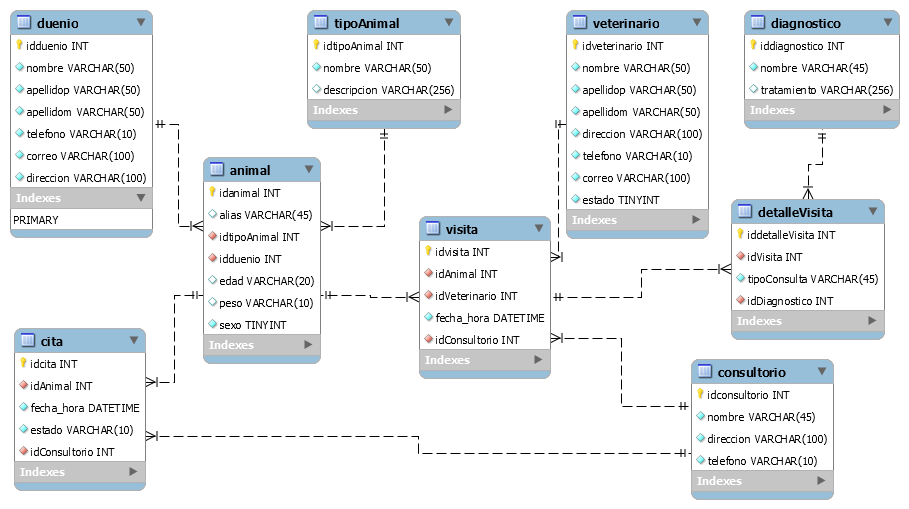 duenio
idduenio INT
nombre VARCHAR(50)
apellidop VARCHAR(50)
apellidom VARCHAR(50)
telefono VARCHAR(10)
correo VARCHAR(100)
direccion VARCHAR(100)
Indexes
PRIMARY
tipoAnimal
idtipoAnimal INT
nombre VARCHAR(50)
descripcion VARCHAR(256)
Indexes
veterinario
idveterinario INT
nombre VARCHAR(50)
apellidop VARCHAR(50)
apellidom VARCHAR(50)
direccion VARCHAR(100)
telefono VARCHAR(10)
correo VARCHAR(100)
estado TINYINT
Indexes
diagnostico
iddiagnostico INT
nombre VARCHAR(45)
tratamiento VARCHAR(256)
Indexes
animal
idanimal INT
alias VARCHAR(45)
idtipoAnimal INT
idduenio INT
edad VARCHAR(20)
peso VARCHAR(10)
sexo TINYINT
Indexes
visita
idvisita INT
idAnimal INT
idVeterinario INT
fecha_hora DATETIME
idConsultorio INT
Indexes
detalleVisita
iddetalleVisita INT
idVisita INT
tipoConsulta VARCHAR(45)
idDiagnostico INT
Indexes
cita
idcita INT
idAnimal INT
fecha_hora DATETIME
estado VARCHAR(10)
idConsultorio INT
Indexes
consultorio
idconsultorio INT
nombre VARCHAR(45)
direccion VARCHAR(100)
telefono VARCHAR(10)
Indexes